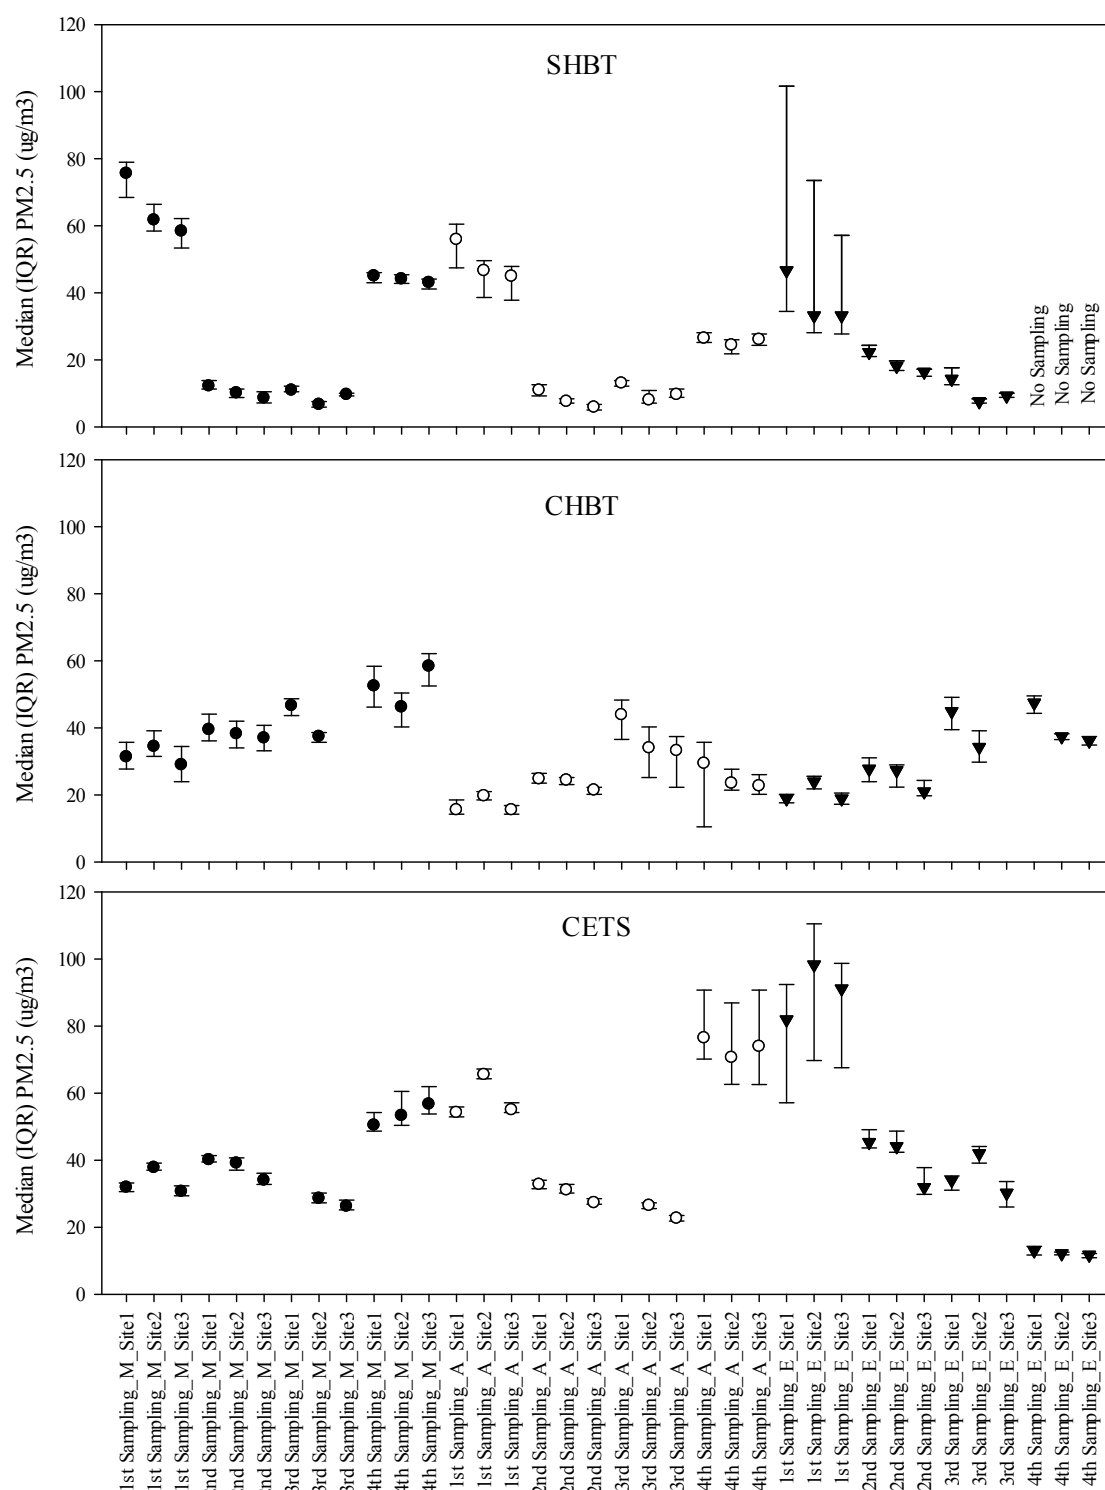 SHBT
Median (IQR) PM2.5 (ug/m3)
120
100
80
60
40
20
0
No Sampling
No Sampling
No Sampling
CHBT
Median (IQR) PM2.5 (ug/m3)
120
100
80
60
40
20
0
CETS
Median (IQR) PM2.5 (ug/m3)
120
100
80
60
40
20
0
1st Sampling_M_Site1
1st Sampling_M_Site2
1st Sampling_M_Site3
2nd Sampling_M_Site1
2nd Sampling_M_Site2
2nd Sampling_M_Site3
3rd Sampling_M_Site1
3rd Sampling_M_Site2
3rd Sampling_M_Site3
4th Sampling_M_Site1
4th Sampling_M_Site2
4th Sampling_M_Site3
1st Sampling_A_Site1
1st Sampling_A_Site2
1st Sampling_A_Site3
2nd Sampling_A_Site1
2nd Sampling_A_Site2
2nd Sampling_A_Site3
3rd Sampling_A_Site1
3rd Sampling_A_Site2
3rd Sampling_A_Site3
4th Sampling_A_Site1
4th Sampling_A_Site2
4th Sampling_A_Site3
1st Sampling_E_Site1
1st Sampling_E_Site2
1st Sampling_E_Site3
2nd Sampling_E_Site1
2nd Sampling_E_Site2
2nd Sampling_E_Site3
3rd Sampling_E_Site1
3rd Sampling_E_Site2
3rd Sampling_E_Site3
4th Sampling_E_Site1
4th Sampling_E_Site2
4th Sampling_E_Site3